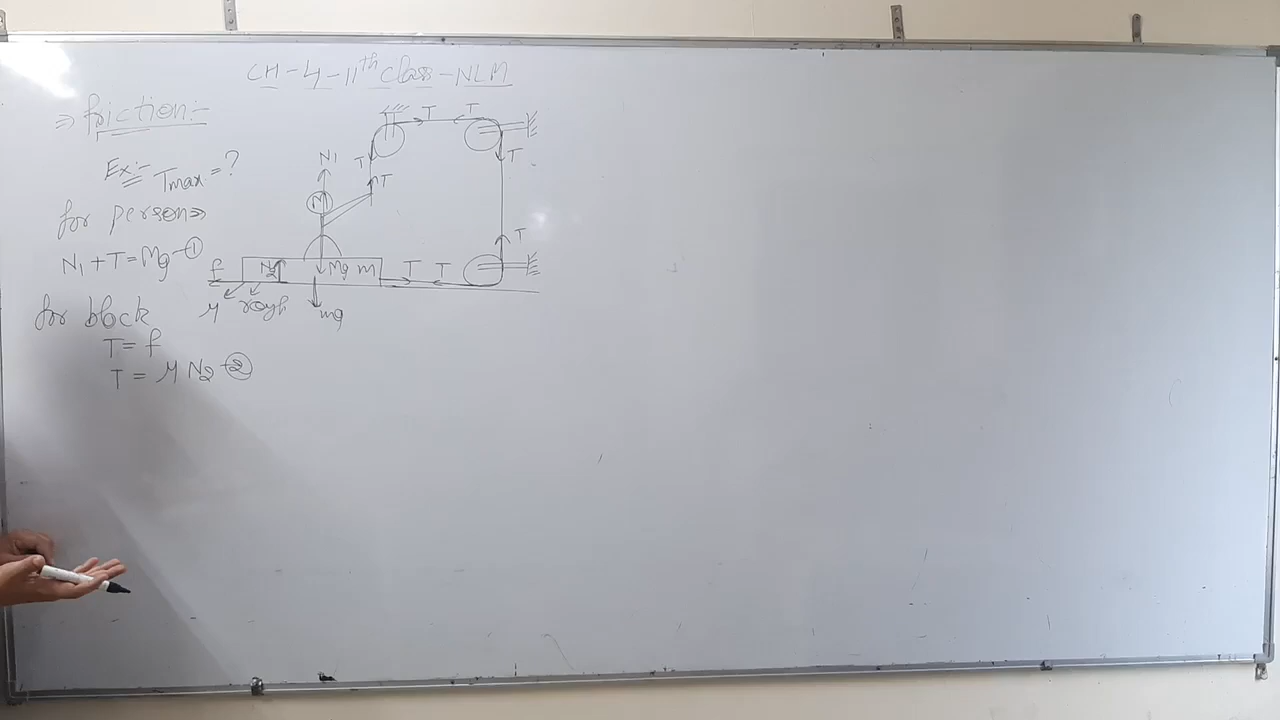 CH-4-11th class-NLM
⇒ friction:-
Ex:- Tmax = ?
for person⇒
N1 + T = Mg-①
for block
T = f
T = μ N2-②
T T
T T
N1 T T
M
T
f N2 Mg m T T
μ rough mg